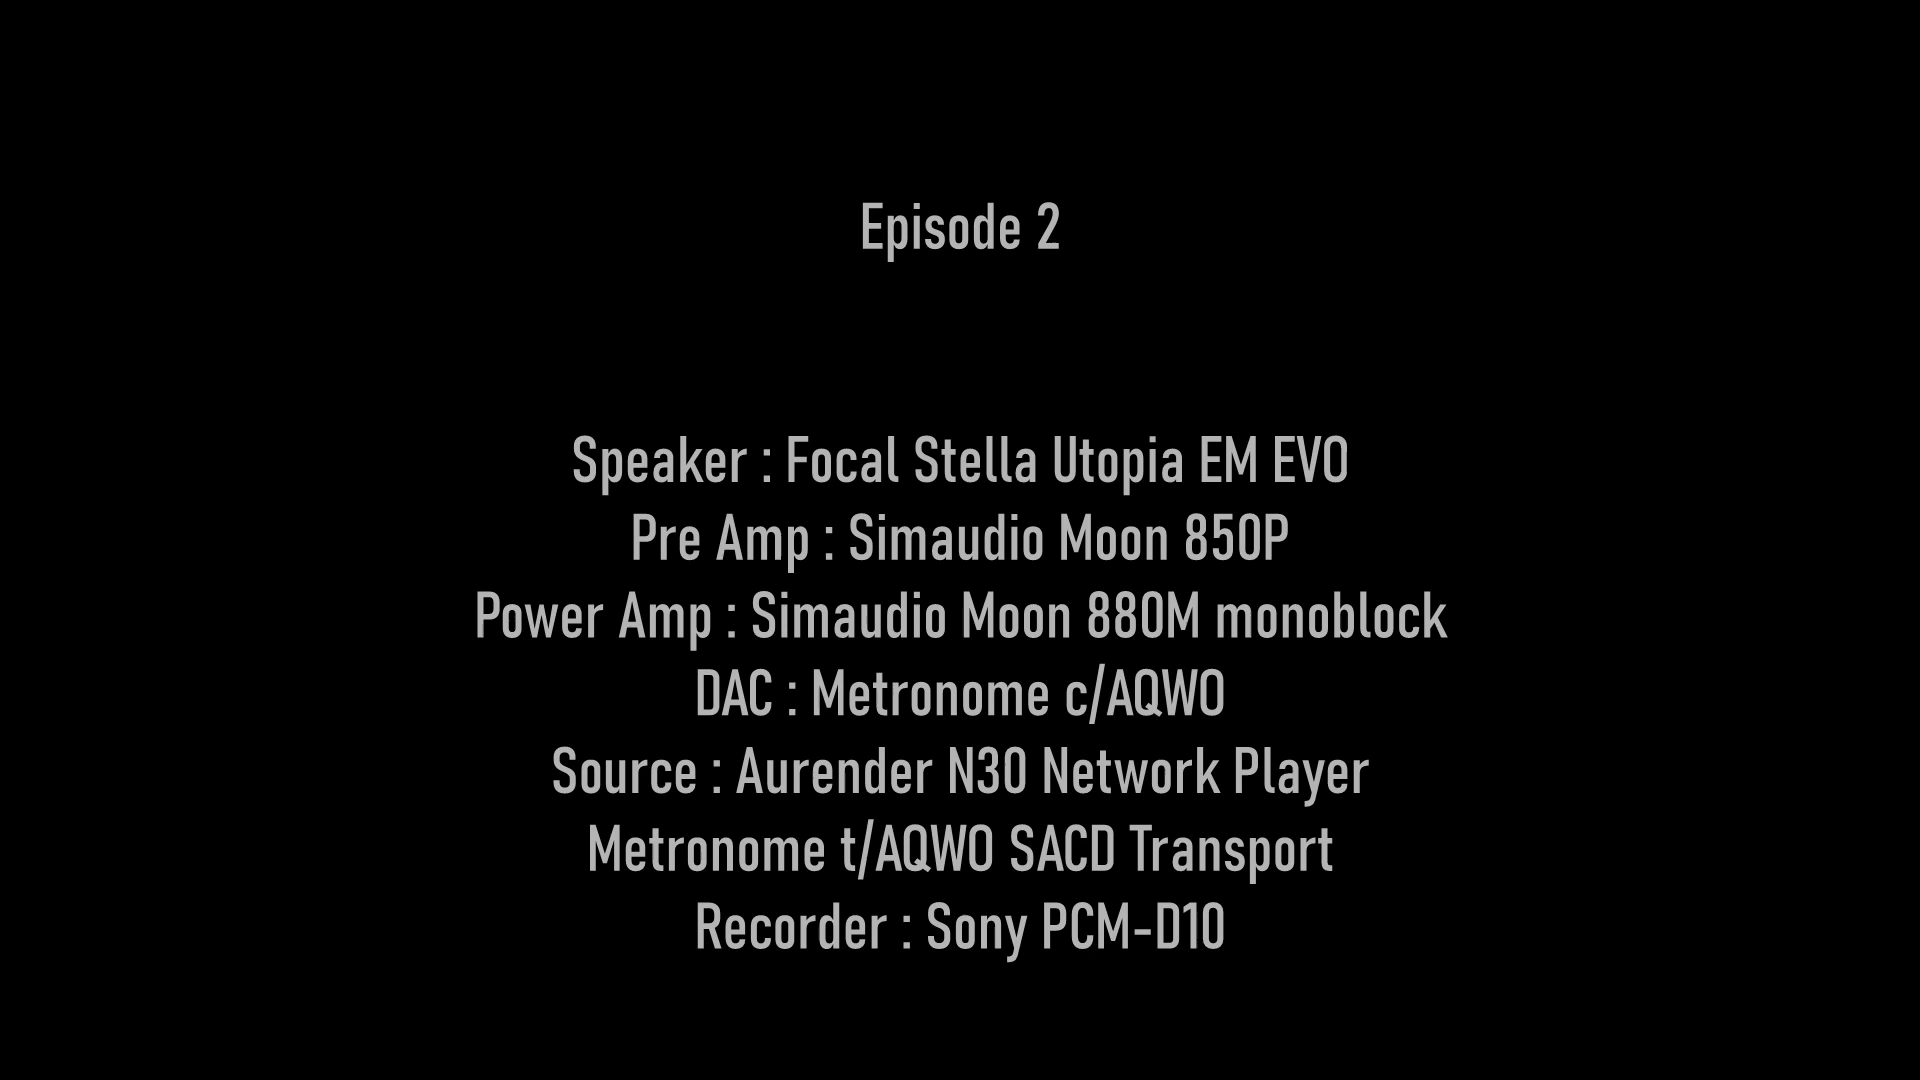 Episode 2
Speaker : Focal Stella Utopia EM EVO
Pre Amp : Simaudio Moon 850P
Power Amp : Simaudio Moon 880M monoblock
DAC : Metronome c/AQWO
Source : Aurender N30 Network Player
Metronome t/AQWO SACD Transport
Recorder : Sony PCM-D10